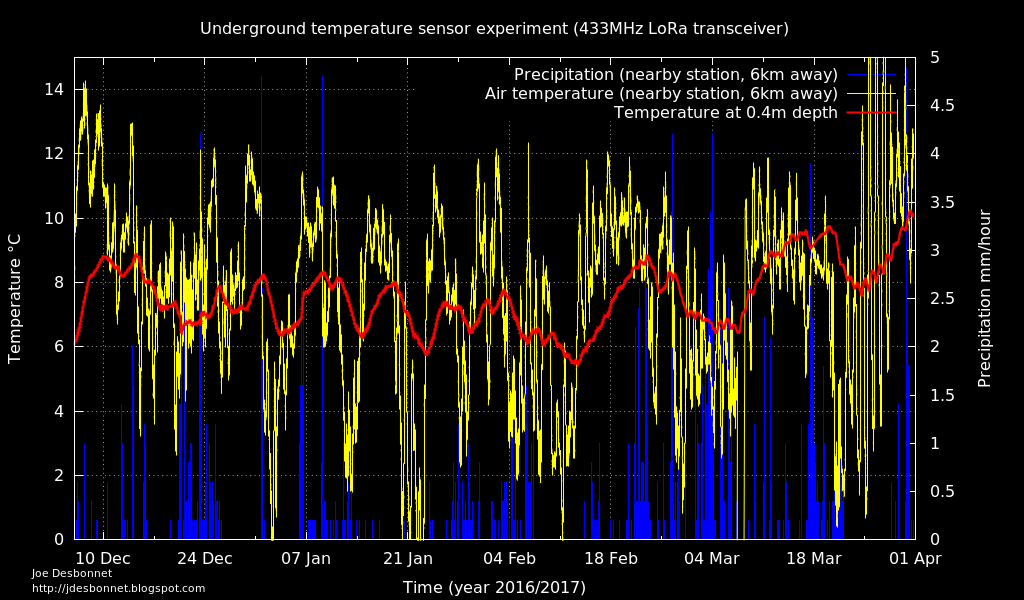 Underground temperature sensor experiment (433MHz LoRa transceiver)
Precipitation (nearby station, 6km away)
Air temperature (nearby station, 6km away)
Temperature at 0.4m depth
Temperature °C
14
12
10
8
6
4
2
0
5
4.5
4
3.5
3
2.5
2
1.5
1
0.5
0
Precipitation mm/hour
10 Dec 24 Dec 07 Jan 21 Jan 04 Feb 18 Feb 04 Mar 18 Mar 01 Apr
Time (year 2016/2017)
Joe Desbonnet
http://jdesbonnet.blogspot.com